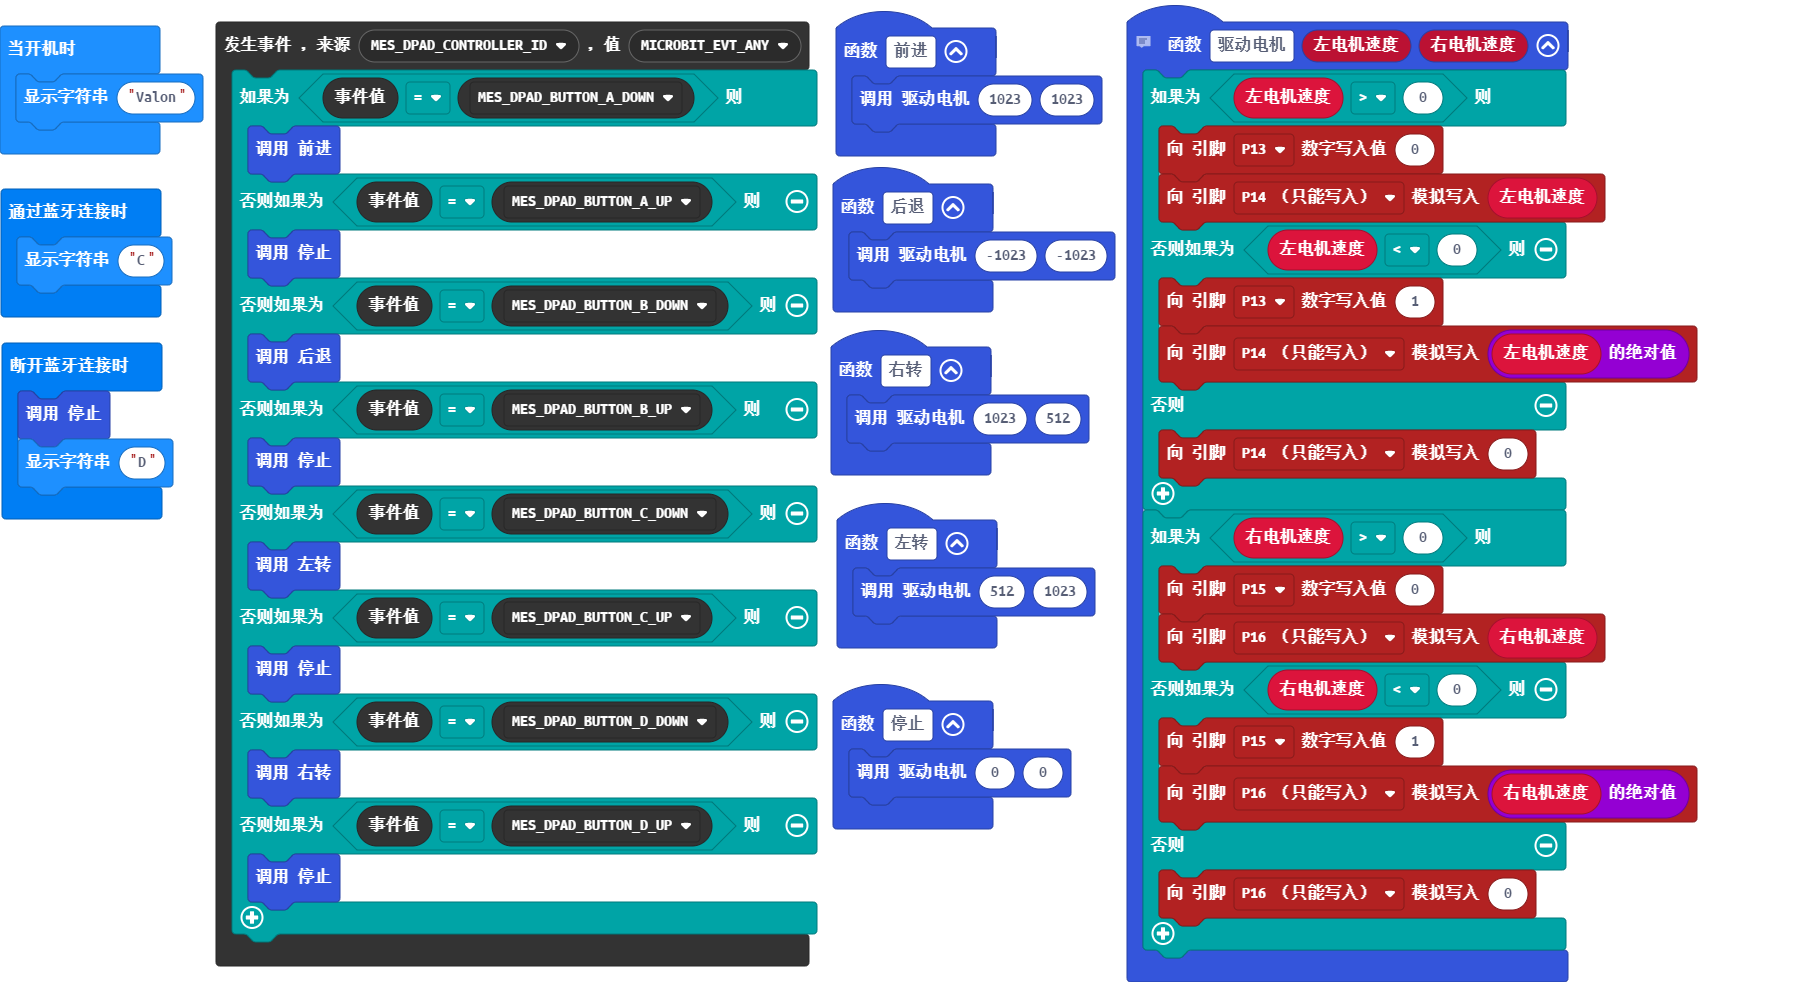 当开机时
显示字符串 "Valon"
通过蓝牙连接时
显示字符串 "C"
断开蓝牙连接时
调用 停止
显示字符串 "D"
发生事件 ，来源 MES_DPAD_CONTROLLER_ID ，值 MICROBIT_EVT_ANY
如果为 事件值 = MES_DPAD_BUTTON_A_DOWN 则
调用 前进
否则如果为 事件值 = MES_DPAD_BUTTON_A_UP 则
调用 停止
否则如果为 事件值 = MES_DPAD_BUTTON_B_DOWN 则
调用 后退
否则如果为 事件值 = MES_DPAD_BUTTON_B_UP 则
调用 停止
否则如果为 事件值 = MES_DPAD_BUTTON_C_DOWN 则
调用 左转
否则如果为 事件值 = MES_DPAD_BUTTON_C_UP 则
调用 停止
否则如果为 事件值 = MES_DPAD_BUTTON_D_DOWN 则
调用 右转
否则如果为 事件值 = MES_DPAD_BUTTON_D_UP 则
调用 停止
函数 前进
调用 驱动电机 1023 1023
函数 后退
调用 驱动电机 -1023 -1023
函数 右转
调用 驱动电机 1023 512
函数 左转
调用 驱动电机 512 1023
函数 停止
调用 驱动电机 0 0
函数 驱动电机 左电机速度 右电机速度
如果为 左电机速度 > 0 则
向 引脚 P13 数字写入值 0
向 引脚 P14 （只能写入） 模拟写入 左电机速度
否则如果为 左电机速度 < 0 则
向 引脚 P13 数字写入值 1
向 引脚 P14 （只能写入） 模拟写入 左电机速度 的绝对值
否则
向 引脚 P14 （只能写入） 模拟写入 0
如果为 右电机速度 > 0 则
向 引脚 P15 数字写入值 0
向 引脚 P16 （只能写入） 模拟写入 右电机速度
否则如果为 右电机速度 < 0 则
向 引脚 P15 数字写入值 1
向 引脚 P16 （只能写入） 模拟写入 右电机速度 的绝对值
否则
向 引脚 P16 （只能写入） 模拟写入 0